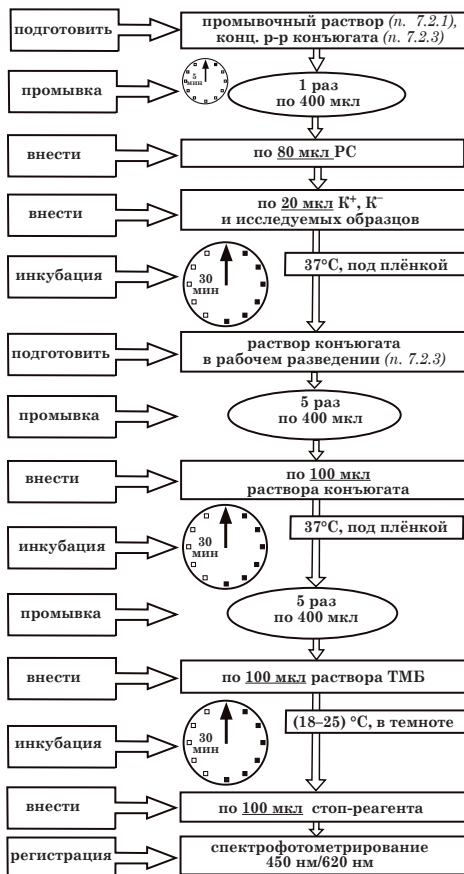 подготовить
промывочный раствор (п. 7.2.1),
конц. р-р конъюгата (п. 7.2.3)
промывка
5
мин
1 раз
по 400 мкл
внести
по 80 мкл РС
внести
по 20 мкл К⁺, К⁻
и исследуемых образцов
инкубация
30
мин
37°С, под плёнкой
подготовить
раствор конъюгата
в рабочем разведении (п. 7.2.3)
промывка
5 раз
по 400 мкл
внести
по 100 мкл
раствора конъюгата
инкубация
30
мин
37°С, под плёнкой
промывка
5 раз
по 400 мкл
внести
по 100 мкл раствора ТМБ
инкубация
30
мин
(18–25) °С, в темноте
внести
по 100 мкл стоп-реагента
регистрация
спектрофотометрирование
450 нм/620 нм